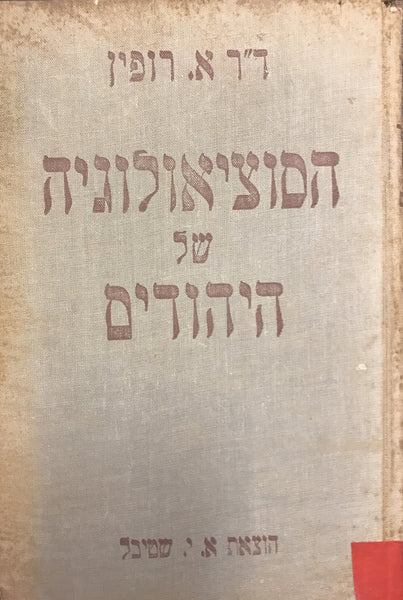 ד״ר א. רופין
הסוציאולוגיה
של
היהודים
הוצאת א. י. שטיבל